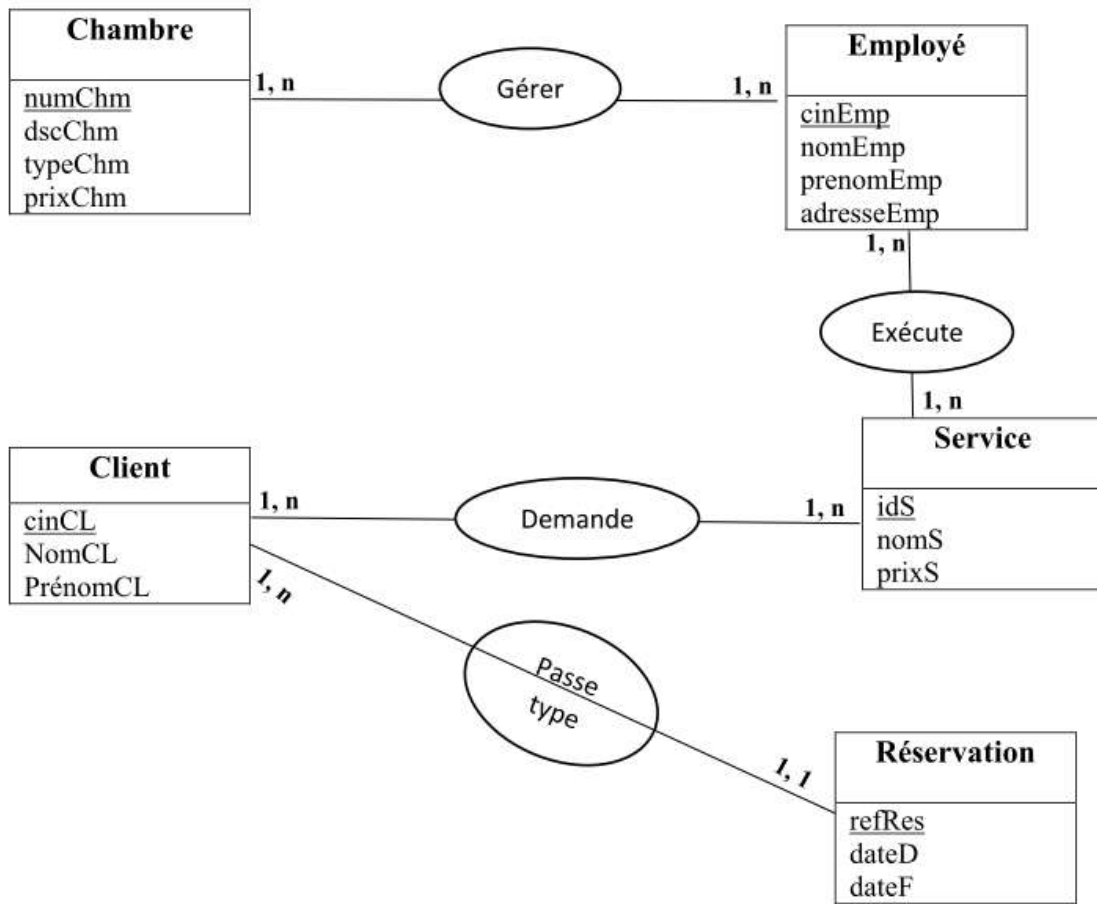 Chambre
numChm
dscChm
typeChm
prixChm
1, n
Gérer
1, n
Employé
cinEmp
nomEmp
prenomEmp
adresseEmp
1, n
Exécute
1, n
Service
idS
nomS
prixS
Client
cinCL
NomCL
PrénomCL
1, n
Demande
1, n
1, n
Passe
type
1, 1
Réservation
refRes
dateD
dateF